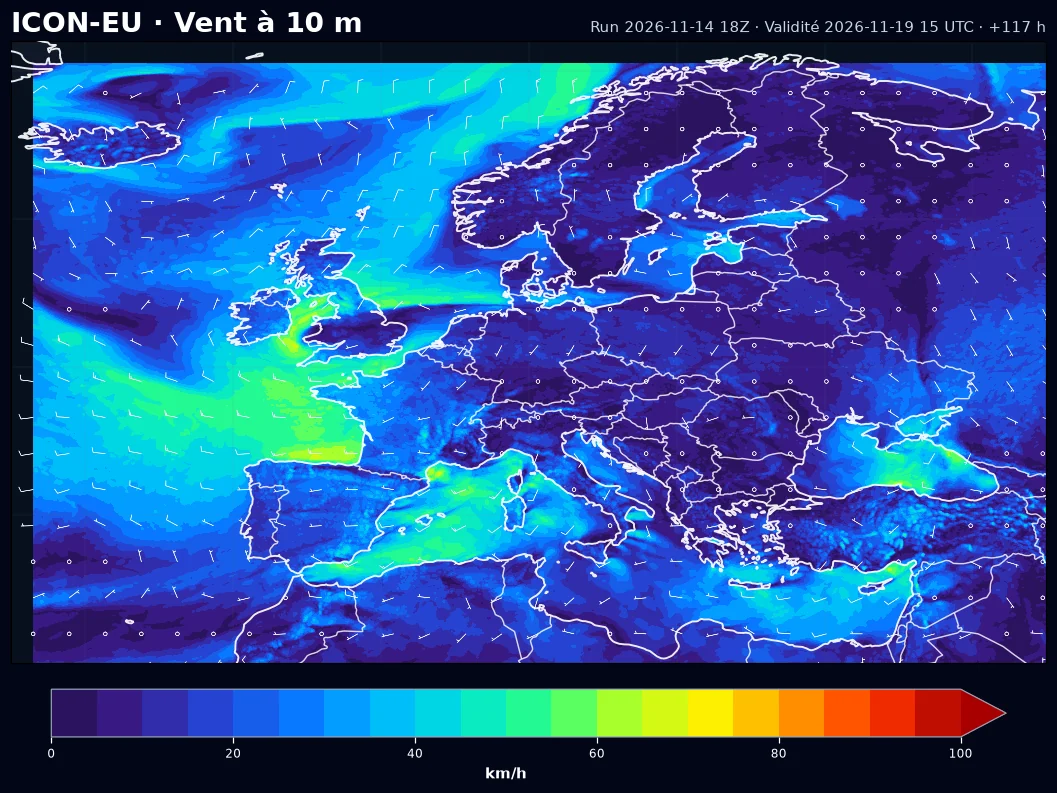 ICON-EU · Vent à 10 m
Run 2026-11-14 18Z · Validité 2026-11-19 15 UTC · +117 h
0 20 40 60 80 100
km/h